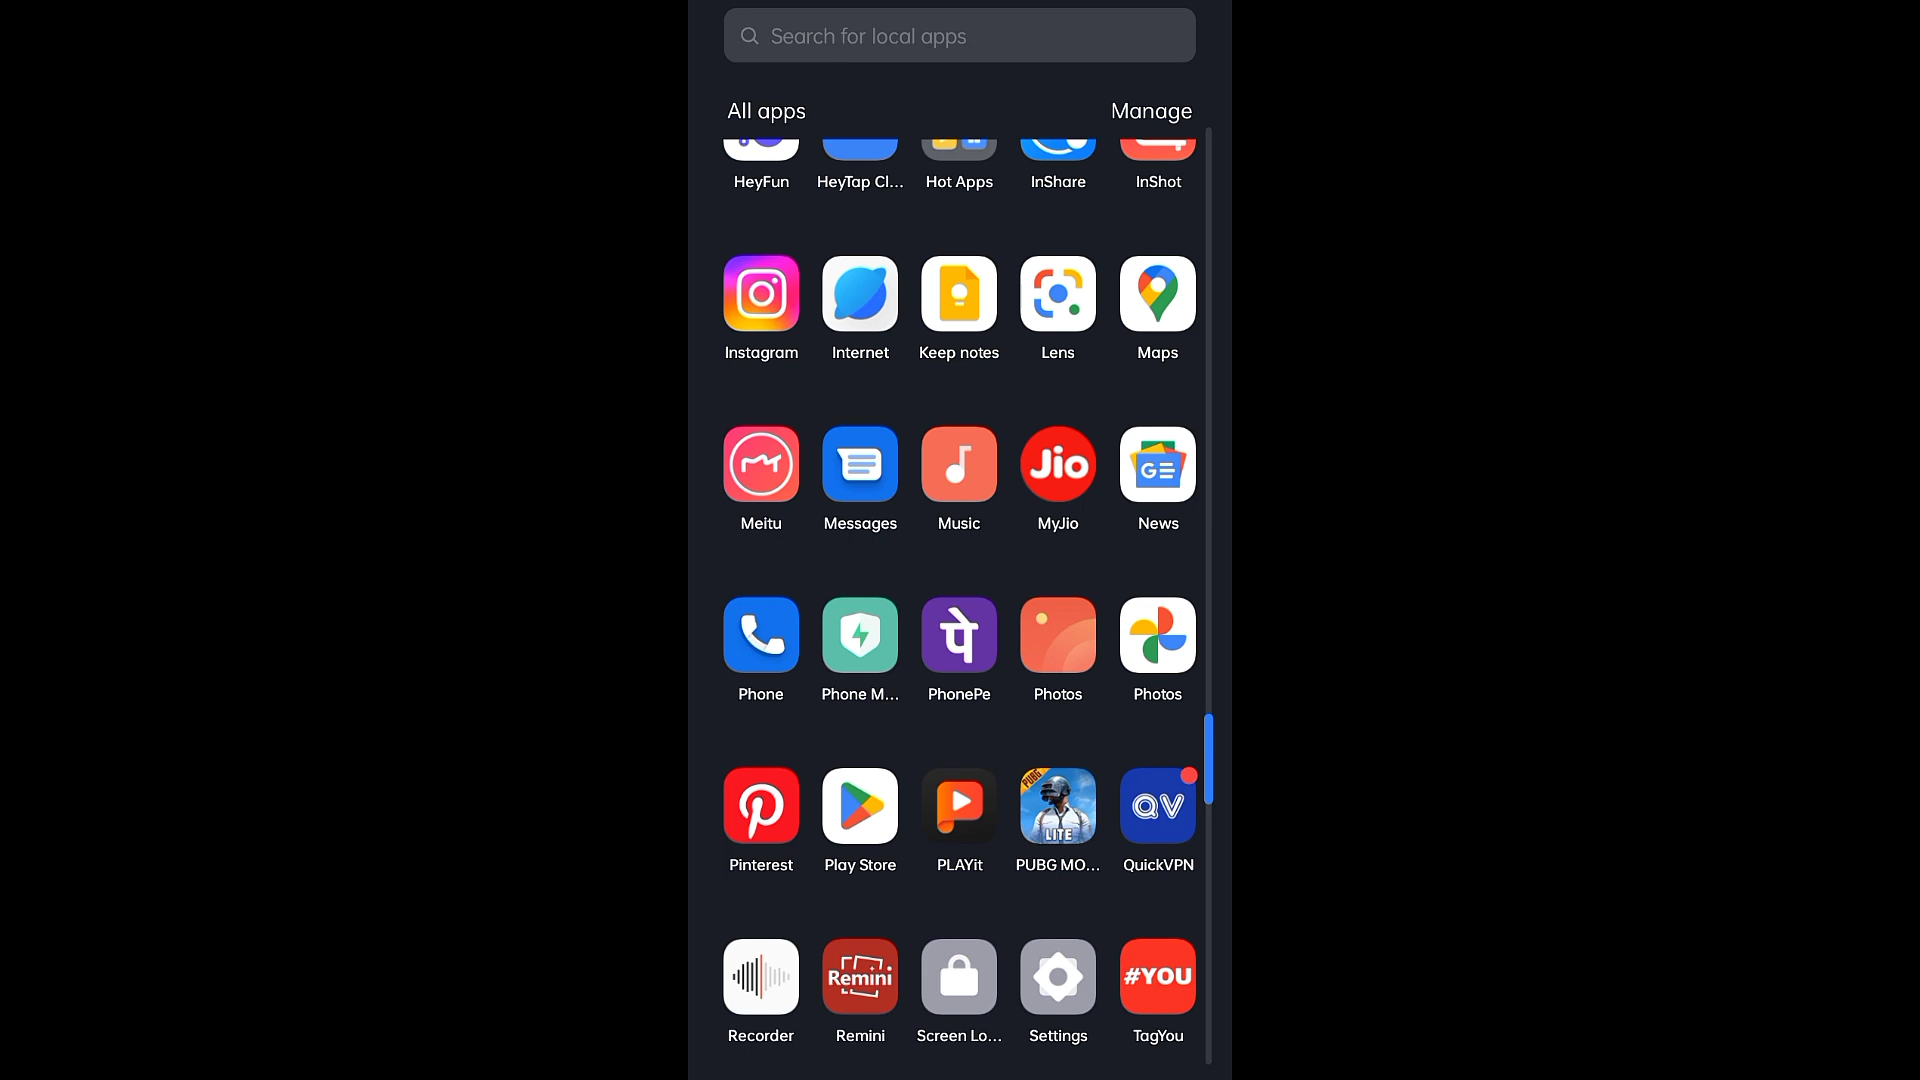 Search for local apps
All apps Manage
HeyFun HeyTap Cl... Hot Apps InShare InShot
Instagram Internet Keep notes Lens Maps
Jio GE
Meitu Messages Music MyJio News
पे
Phone Phone M... PhonePe Photos Photos
PUBG LITE QV
Pinterest Play Store PLAYit PUBG MO... QuickVPN
Remini #YOU
Recorder Remini Screen Lo... Settings TagYou